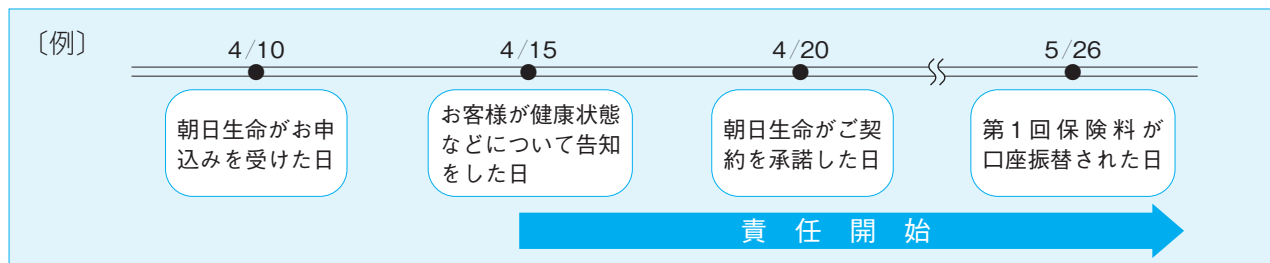 〔例〕
4/10
4/15
4/20
5/26
朝日生命がお申
込みを受けた日
お客様が健康状態
などについて告知
をした日
朝日生命がご契
約を承諾した日
第1回保険料が
口座振替された日
責任開始